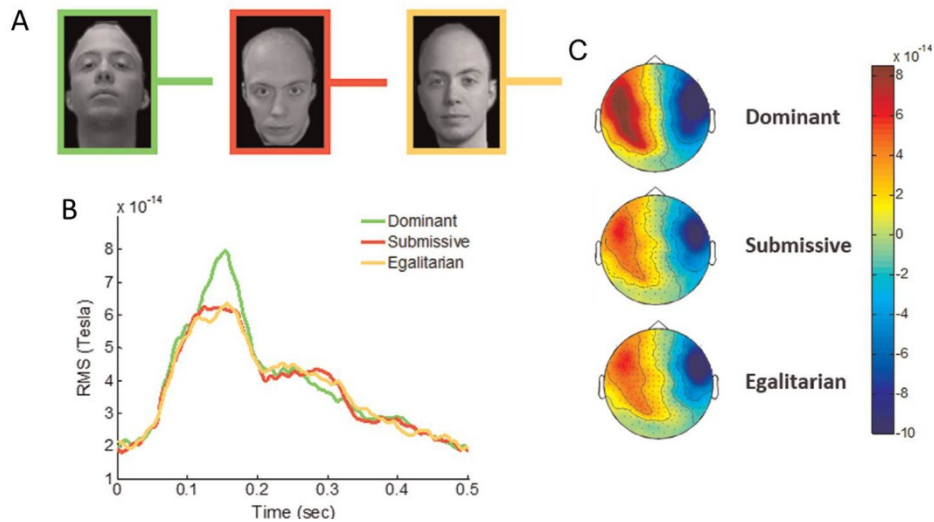 A
B
x 10⁻¹⁴
Dominant
Submissive
Egalitarian
8
7
6
5
4
3
2
1
RMS (Tesla)
0
0.1
0.2
0.3
0.4
0.5
Time (sec)
C
Dominant
Submissive
Egalitarian
x 10⁻¹⁴
8
6
4
2
0
-2
-4
-6
-8
-10